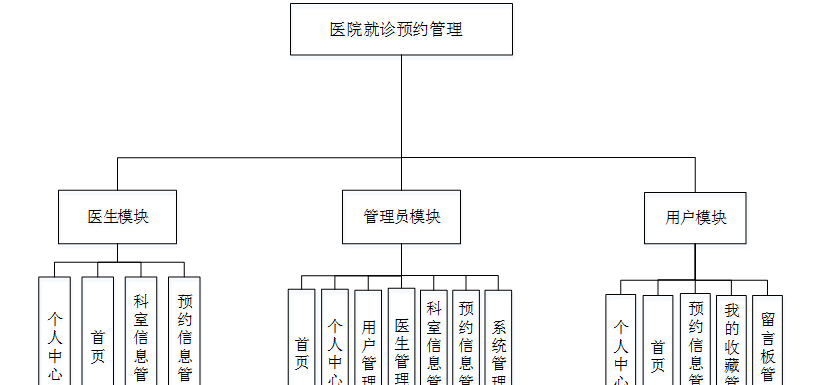 医院就诊预约管理
医生模块
管理员模块
用户模块
个人中心
首页
科室信息管
预约信息管
首页
个人中心
用户管理
医生管理
科室信息管
预约信息管
系统管理
个人中心
首页
预约信息管
我的收藏管
留言板管